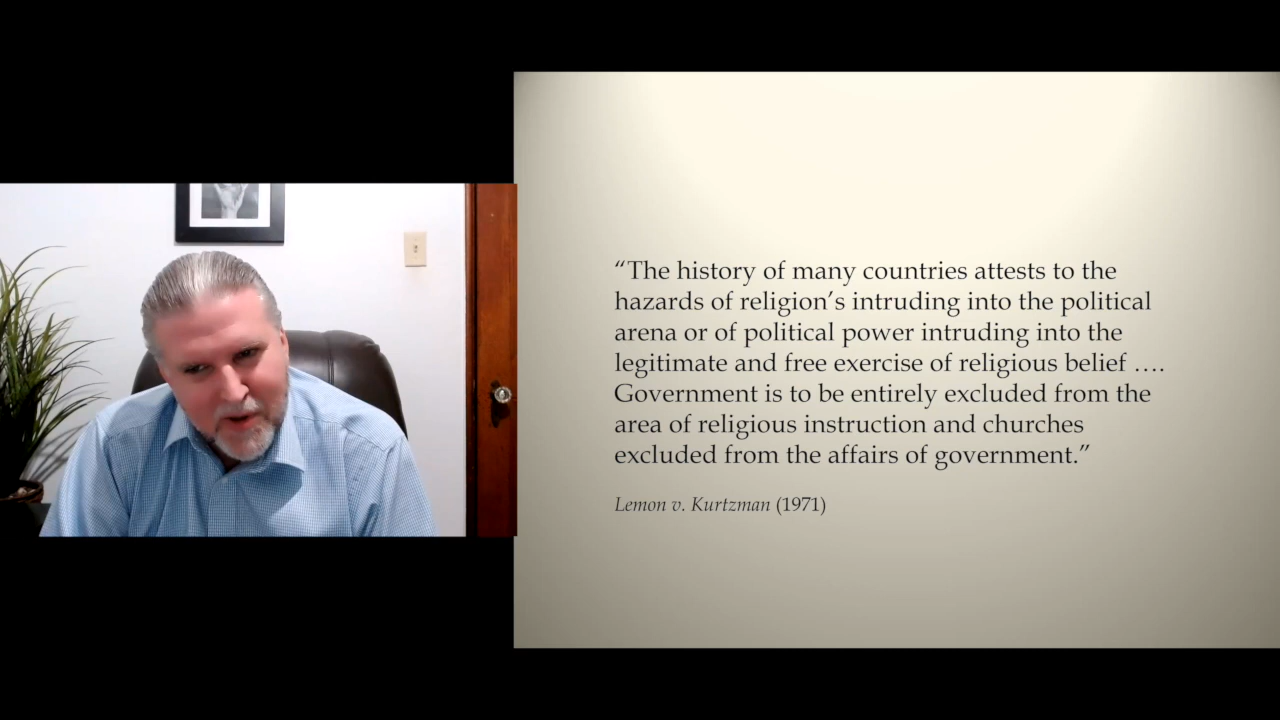 “The history of many countries attests to the
hazards of religion’s intruding into the political
arena or of political power intruding into the
legitimate and free exercise of religious belief ….
Government is to be entirely excluded from the
area of religious instruction and churches
excluded from the affairs of government.”
Lemon v. Kurtzman (1971)